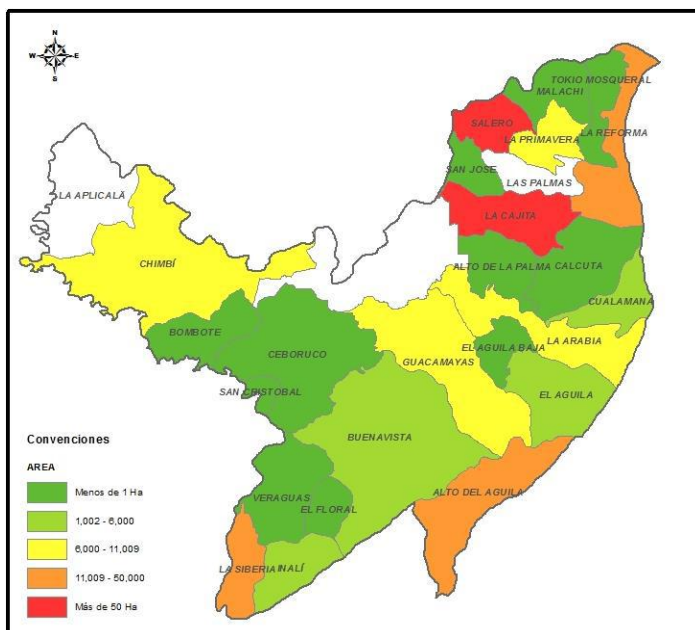 N
W E
S
TOKIO MOSQUERAL
MALACHI
SALERO
LA PRIMAVERA
LA REFORMA
SAN JOSE
LAS PALMAS
LA APLICALÃ
LA CAJITA
CHIMBÍ
ALTO DE LA PALMA
CALCUTA
CUALAMANA
BOMBOTE
CEBORUCO
EL AGUILA BAJA
LA ARABIA
GUACAMAYAS
SAN CRISTOBAL
EL AGUILA
BUENAVISTA
VERAGUAS
EL FLORAL
ALTO DEL AGUILA
LA SIBERIA
INALÍ
Convenciones
AREA
Menos de 1 Ha
1,002 - 6,000
6,000 - 11,009
11,009 - 50,000
Más de 50 Ha